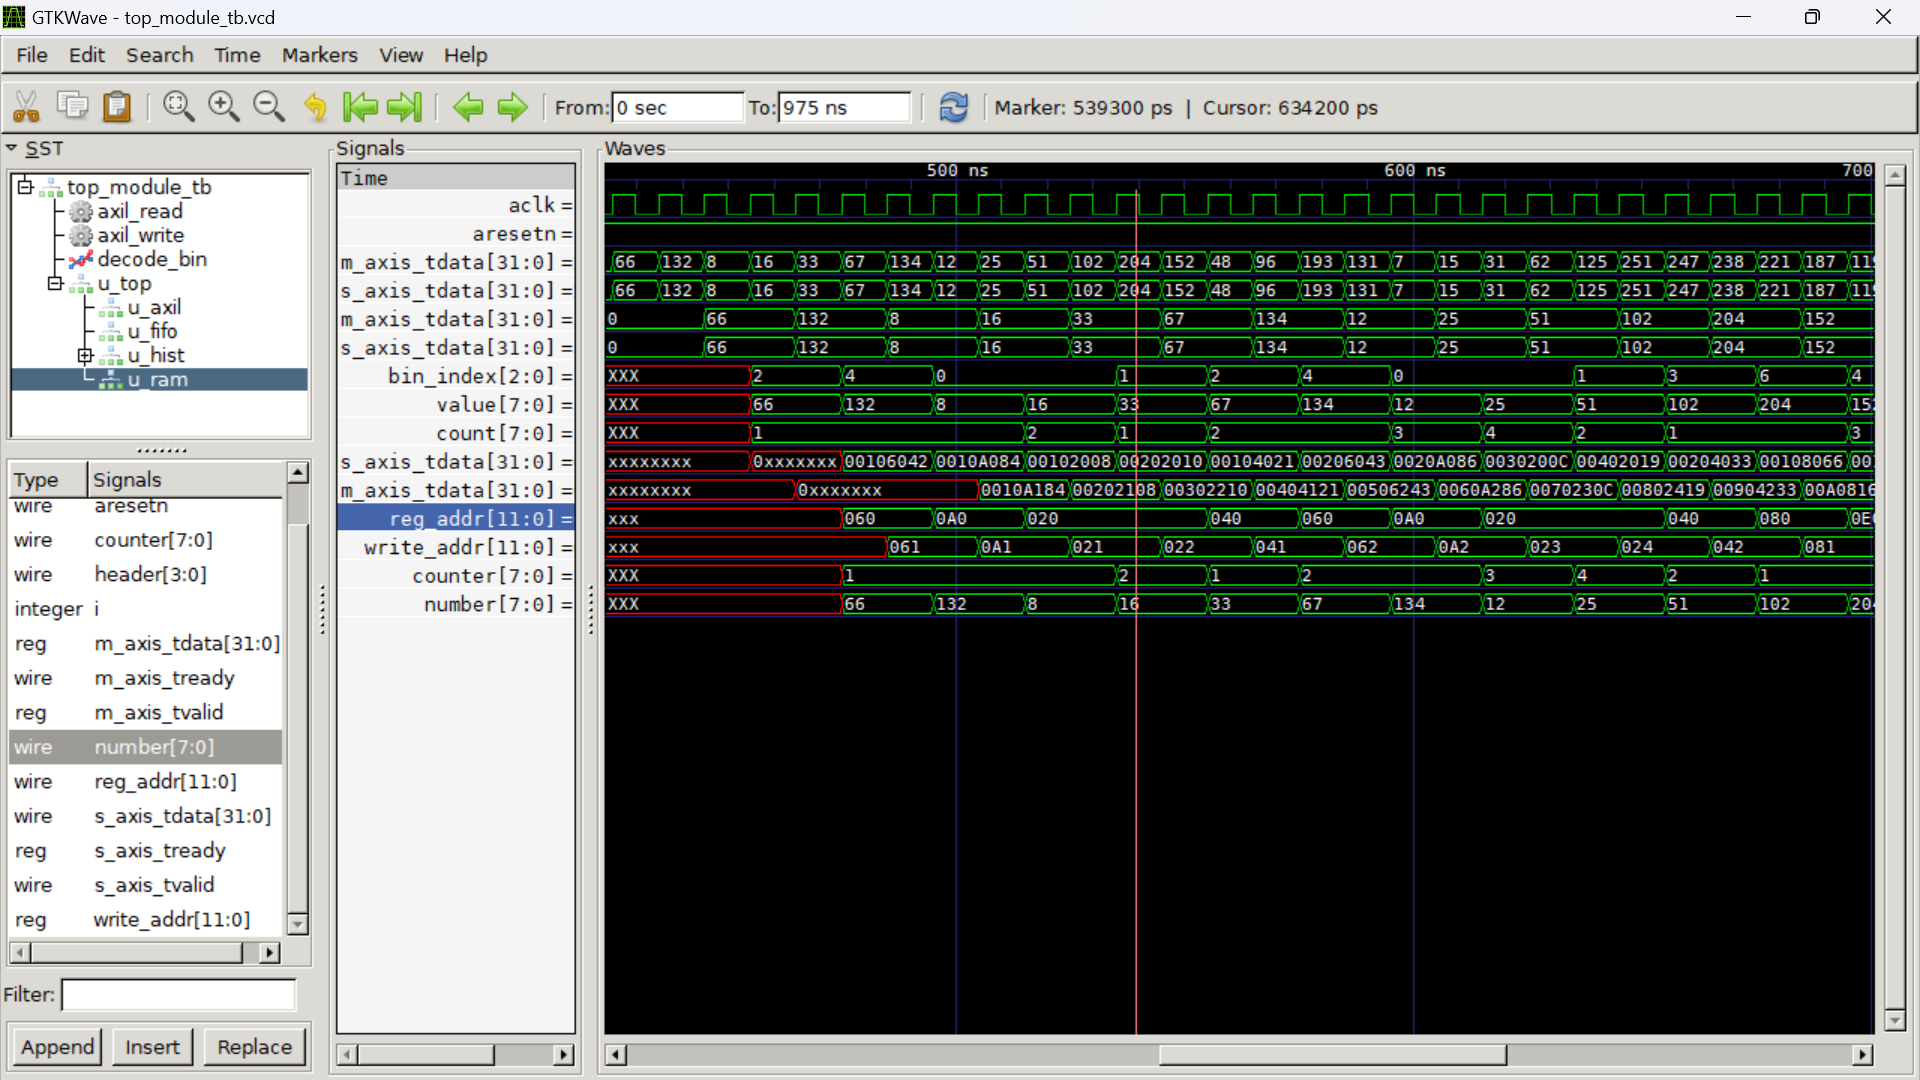 GTKWave - top_module_tb.vcd
File Edit Search Time Markers View Help
From: 0 sec To: 975 ns Marker: 539300 ps | Cursor: 634200 ps
SST
top_module_tb
axil_read
axil_write
decode_bin
u_top
u_axil
u_fifo
u_hist
u_ram
Type Signals
wire aresetn
wire counter[7:0]
wire header[3:0]
integer i
reg m_axis_tdata[31:0]
wire m_axis_tready
reg m_axis_tvalid
wire number[7:0]
wire reg_addr[11:0]
wire s_axis_tdata[31:0]
reg s_axis_tready
wire s_axis_tvalid
reg write_addr[11:0]
Filter:
Append Insert Replace
Signals
Time
aclk =
aresetn =
m_axis_tdata[31:0] =
s_axis_tdata[31:0] =
m_axis_tdata[31:0] =
s_axis_tdata[31:0] =
bin_index[2:0] =
value[7:0] =
count[7:0] =
s_axis_tdata[31:0] =
m_axis_tdata[31:0] =
reg_addr[11:0] =
write_addr[11:0] =
counter[7:0] =
number[7:0] =
Waves
500 ns 600 ns 700
66 132 8 16 33 67 134 12 25 51 102 204 152 48 96 193 131 7 15 31 62 125 251 247 238 221 187 119
66 132 8 16 33 67 134 12 25 51 102 204 152 48 96 193 131 7 15 31 62 125 251 247 238 221 187 119
0 66 132 8 16 33 67 134 12 25 51 102 204 152
0 66 132 8 16 33 67 134 12 25 51 102 204 152
XXX 2 4 0 1 2 4 0 1 3 6 4
XXX 66 132 8 16 33 67 134 12 25 51 102 204 152
XXX 1 2 1 2 3 4 2 1 3
xxxxxxxx 0xxxxxxx 00106042 0010A084 00102008 00202010 00104021 00206043 0020A086 0030200C 00402019 00204033 00108066 00
xxxxxxxx 0xxxxxxx 0010A184 00202108 00302210 00404121 00506243 0060A286 0070230C 00802419 00904233 00A0816
xxx 060 0A0 020 040 060 0A0 020 040 080 0E
xxx 061 0A1 021 022 041 062 0A2 023 024 042 081
XXX 1 2 1 2 3 4 2 1
XXX 66 132 8 16 33 67 134 12 25 51 102 204